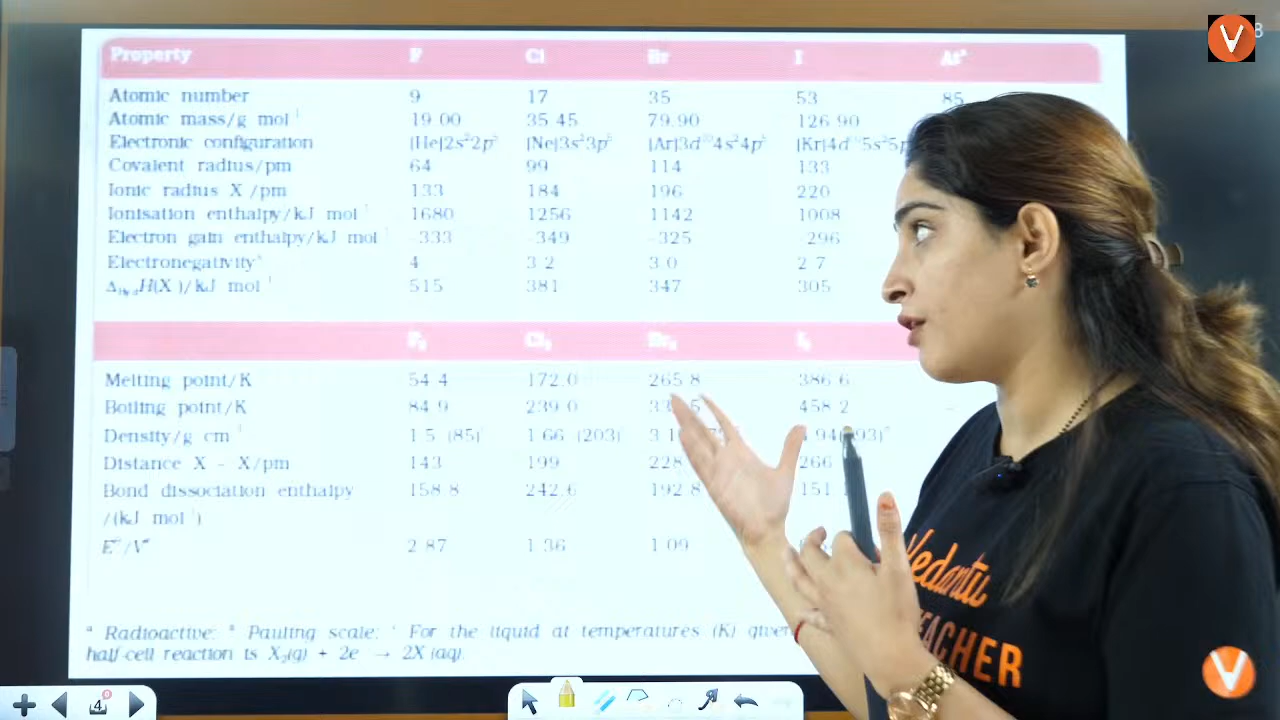 Property F Cl Br I At^a
Atomic number 9 17 35 53 85
Atomic mass/g mol⁻¹ 19.00 35.45 79.90 126.90
Electronic configuration [He]2s²2p⁵ [Ne]3s²3p⁵ [Ar]3d¹⁰4s²4p⁵ [Kr]4d¹⁰5s²5p
Covalent radius/pm 64 99 114 133
Ionic radius X⁻/pm 133 184 196 220
Ionisation enthalpy/kJ mol⁻¹ 1680 1256 1142 1008
Electron gain enthalpy/kJ mol⁻¹ -333 -349 -325 -296
Electronegativity 4 3.2 3.0 2.7
Δ H(X⁻)/kJ mol⁻¹ 515 381 347 305
F₂ Cl₂ Br₂ I₂
Melting point/K 54.4 172.0 265.8 386.6
Boiling point/K 84.9 239.0 458.2
Density/g cm 1.5 (85) 1.66 (203)
Distance X – X/pm 143 199 228 266
Bond dissociation enthalpy 158.8 242.6 192.8 151
/(kJ mol⁻¹)
2.87 1.36 1.09
^a Radioactive; ^b Pauling scale; ^c For the liquid at temperatures (K) given
half-cell reaction is X₂(g) + 2e⁻ → 2X⁻(aq).
V
8
Vedantu
TEACHER
V
4